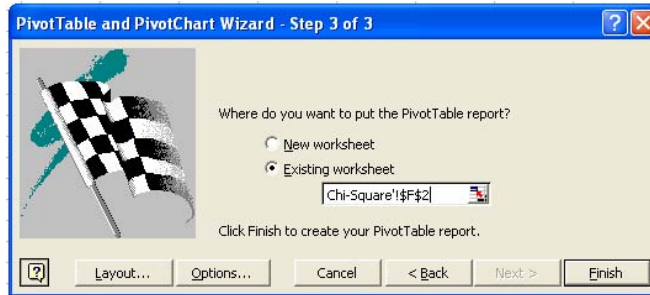 PivotTable and PivotChart Wizard - Step 3 of 3
Where do you want to put the PivotTable report?
New worksheet
Existing worksheet
Chi-Square'!$F$2
Click Finish to create your PivotTable report.
Layout... Options... Cancel < Back Next > Finish